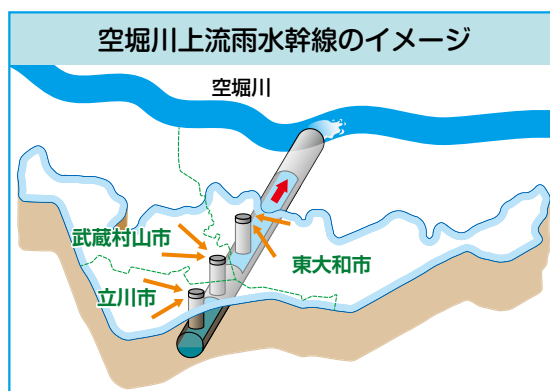 空堀川上流雨水幹線のイメージ
空堀川
武蔵村山市
東大和市
立川市